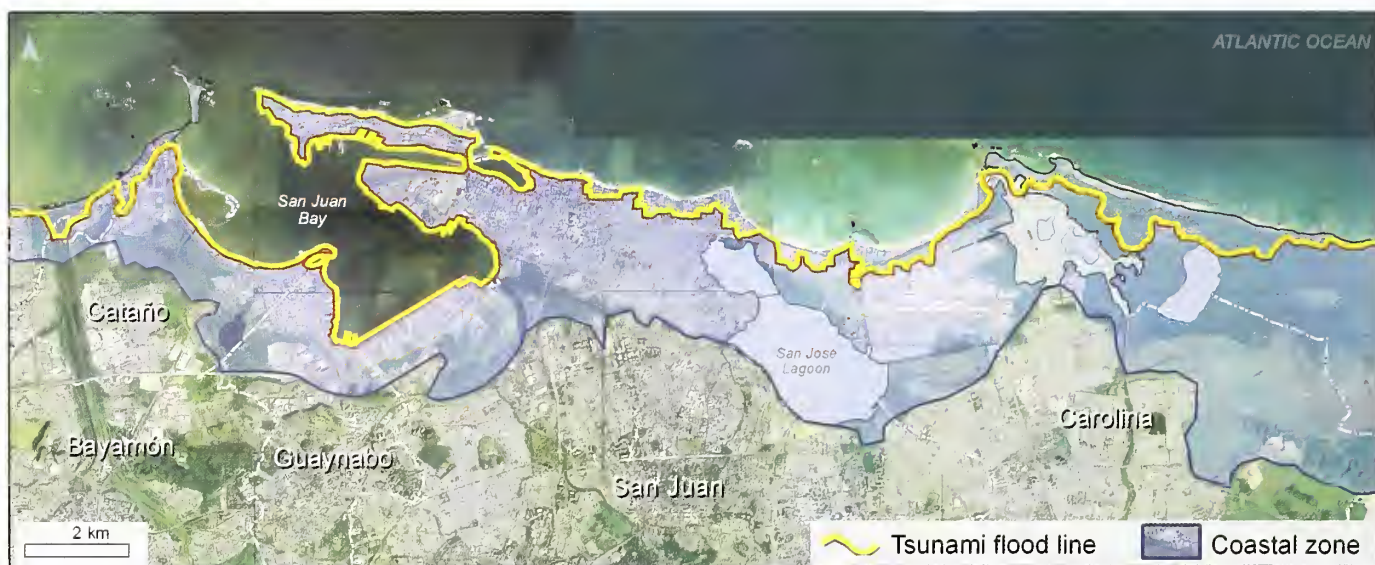 ATLANTIC OCEAN
San Juan
Bay
Cataño
San Jose
Lagoon
Carolina
Bayamón
Guaynabo
San Juan
2 km
Tsunami flood line
Coastal zone